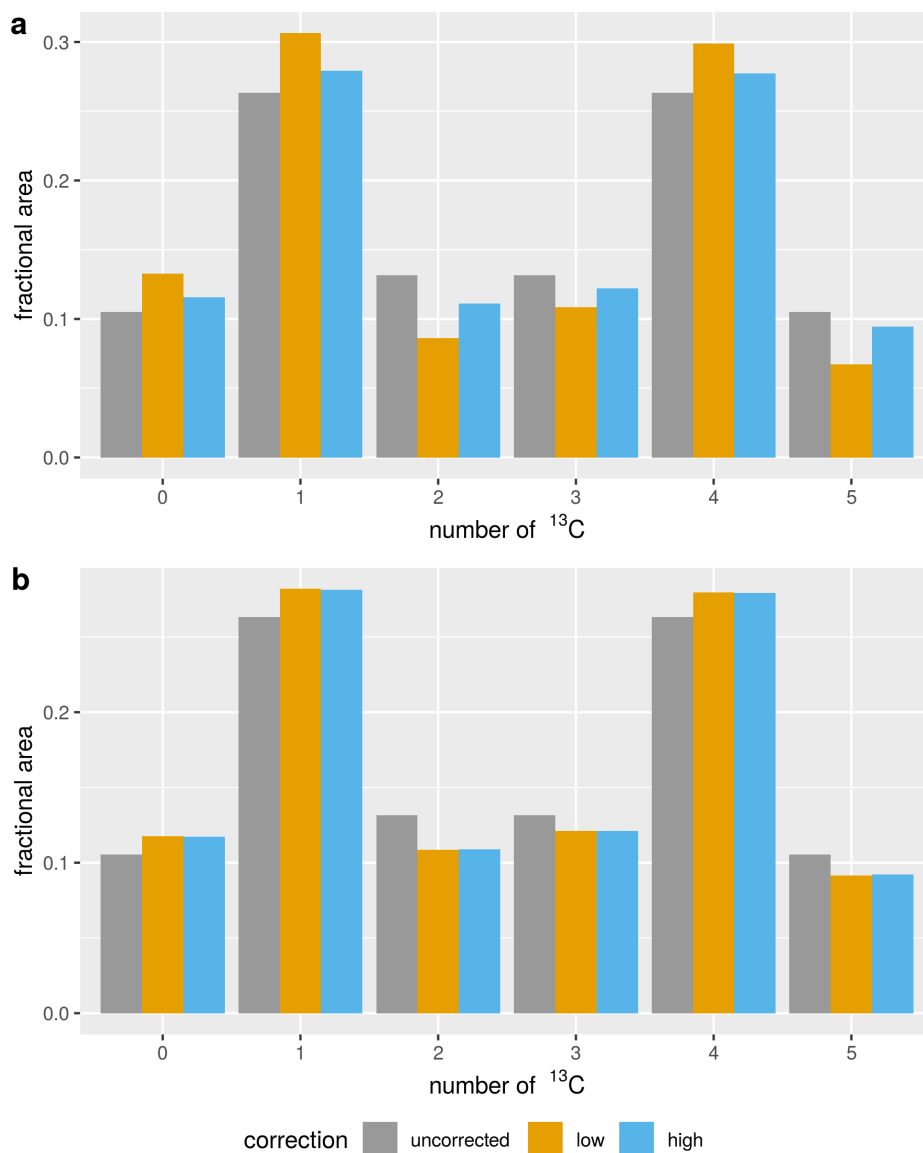 a
fractional area
0.3
0.2
0.1
0.0
0 1 2 3 4 5
number of ¹³C
b
fractional area
0.2
0.1
0.0
0 1 2 3 4 5
number of ¹³C
correction uncorrected low high